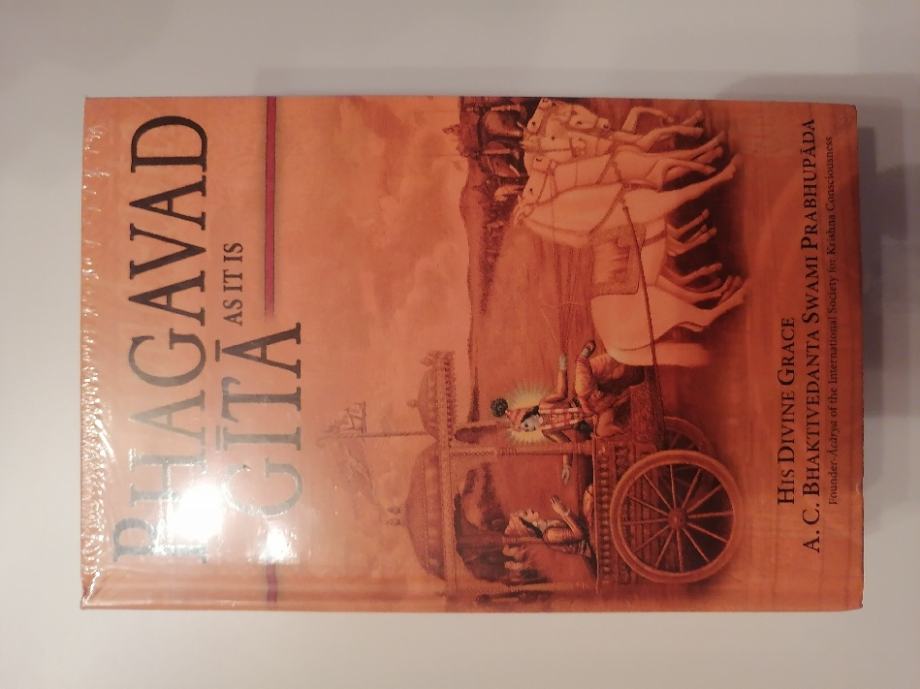 BHAGAVAD
GĪTĀ AS IT IS
HIS DIVINE GRACE
A. C. BHAKTIVEDANTA SWAMI PRABHUPĀDA
Founder-Ācārya of the International Society for Krishna Consciousness